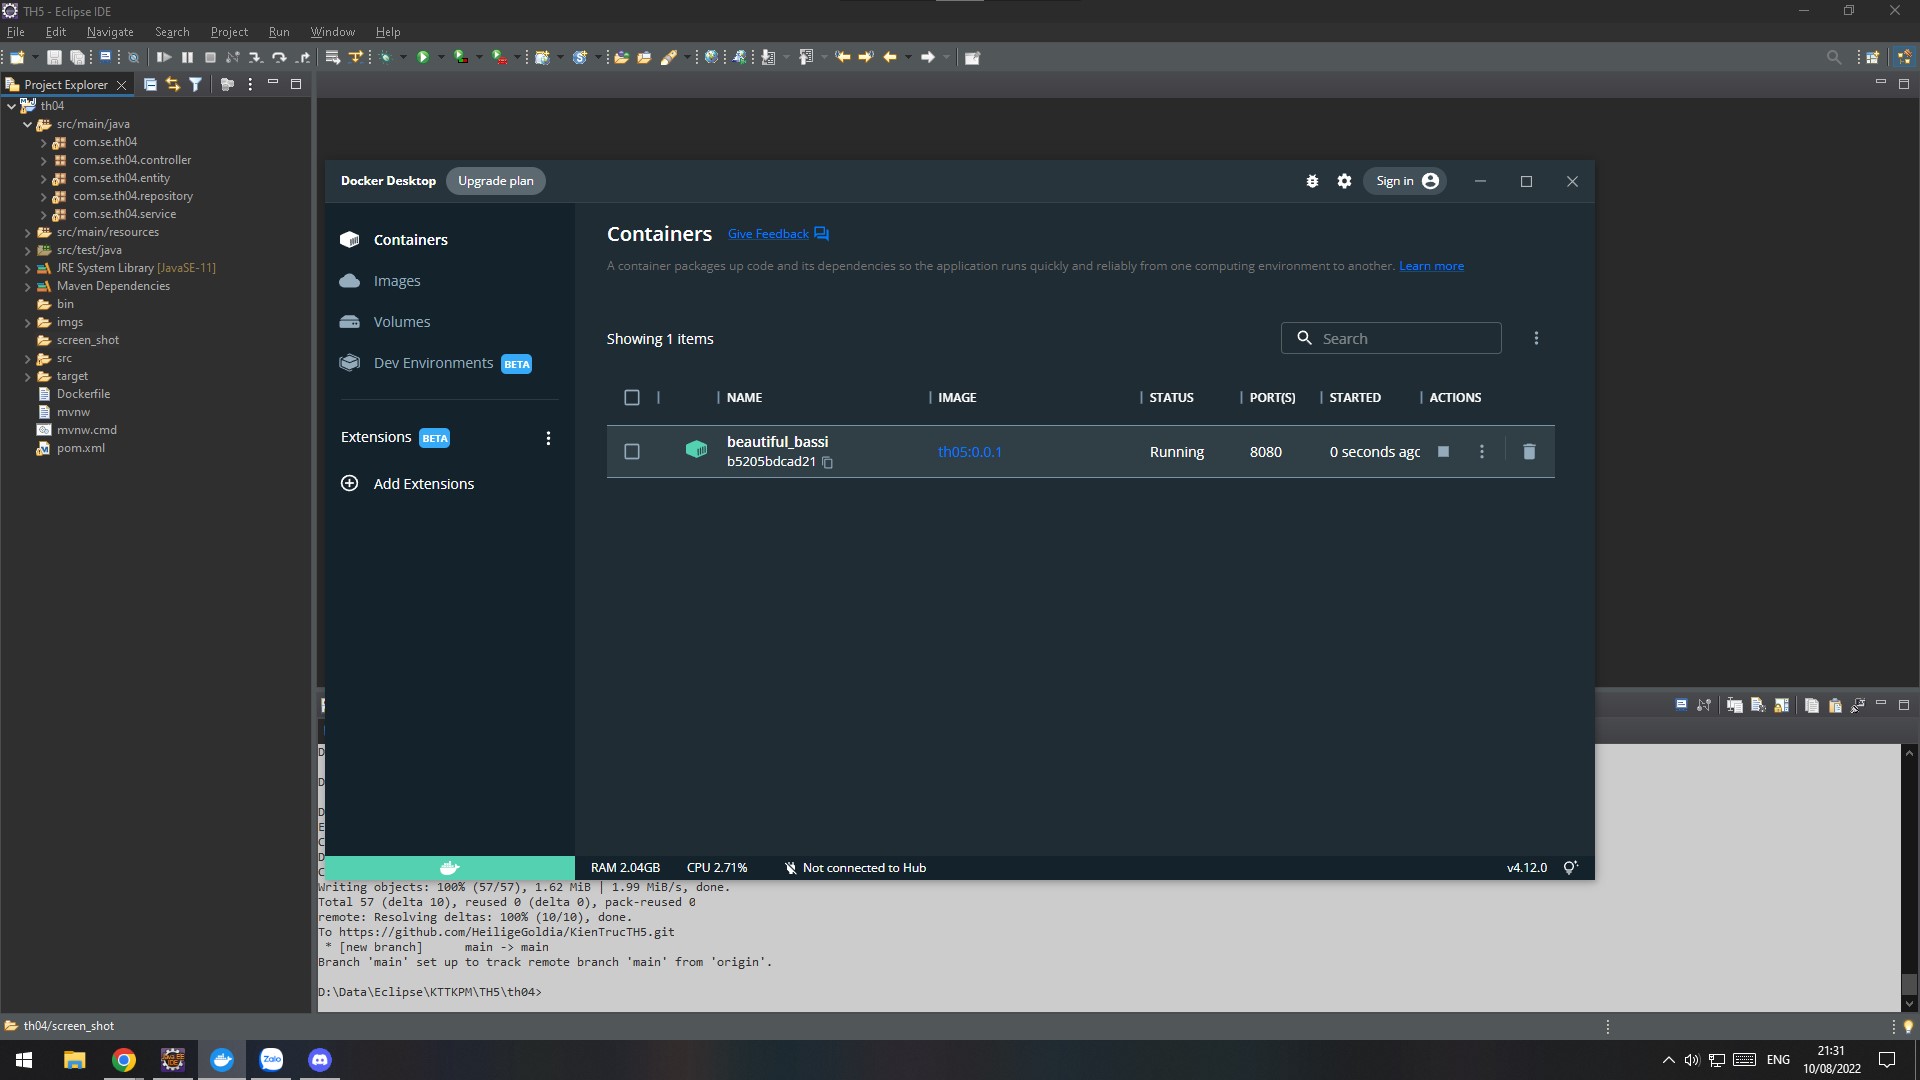 TH5 - Eclipse IDE
File Edit Navigate Search Project Run Window Help
Project Explorer
th04
src/main/java
com.se.th04
com.se.th04.controller
com.se.th04.entity
com.se.th04.repository
com.se.th04.service
src/main/resources
src/test/java
JRE System Library [JavaSE-11]
Maven Dependencies
bin
imgs
screen_shot
src
target
Dockerfile
mvnw
mvnw.cmd
pom.xml
Docker Desktop Upgrade plan Sign in
Containers
Images
Volumes
Dev Environments BETA
Extensions BETA
Add Extensions
Containers Give Feedback
A container packages up code and its dependencies so the application runs quickly and reliably from one computing environment to another. Learn more
Showing 1 items
Search
NAME IMAGE STATUS PORT(S) STARTED ACTIONS
beautiful_bassi
b5205bdcad21
th05:0.0.1 Running 8080 0 seconds agc
RAM 2.04GB CPU 2.71% Not connected to Hub v4.12.0
D
D
D
E
C
D
C
Writing objects: 100% (57/57), 1.62 MiB | 1.99 MiB/s, done.
Total 57 (delta 10), reused 0 (delta 0), pack-reused 0
remote: Resolving deltas: 100% (10/10), done.
To https://github.com/HeiligeGoldia/KienTrucTH5.git
* [new branch] main -> main
Branch 'main' set up to track remote branch 'main' from 'origin'.
D:\Data\Eclipse\KTTKPM\TH5\th04>
th04/screen_shot
JAVA EE
IDE
Zalo
ENG
21:31
10/08/2022